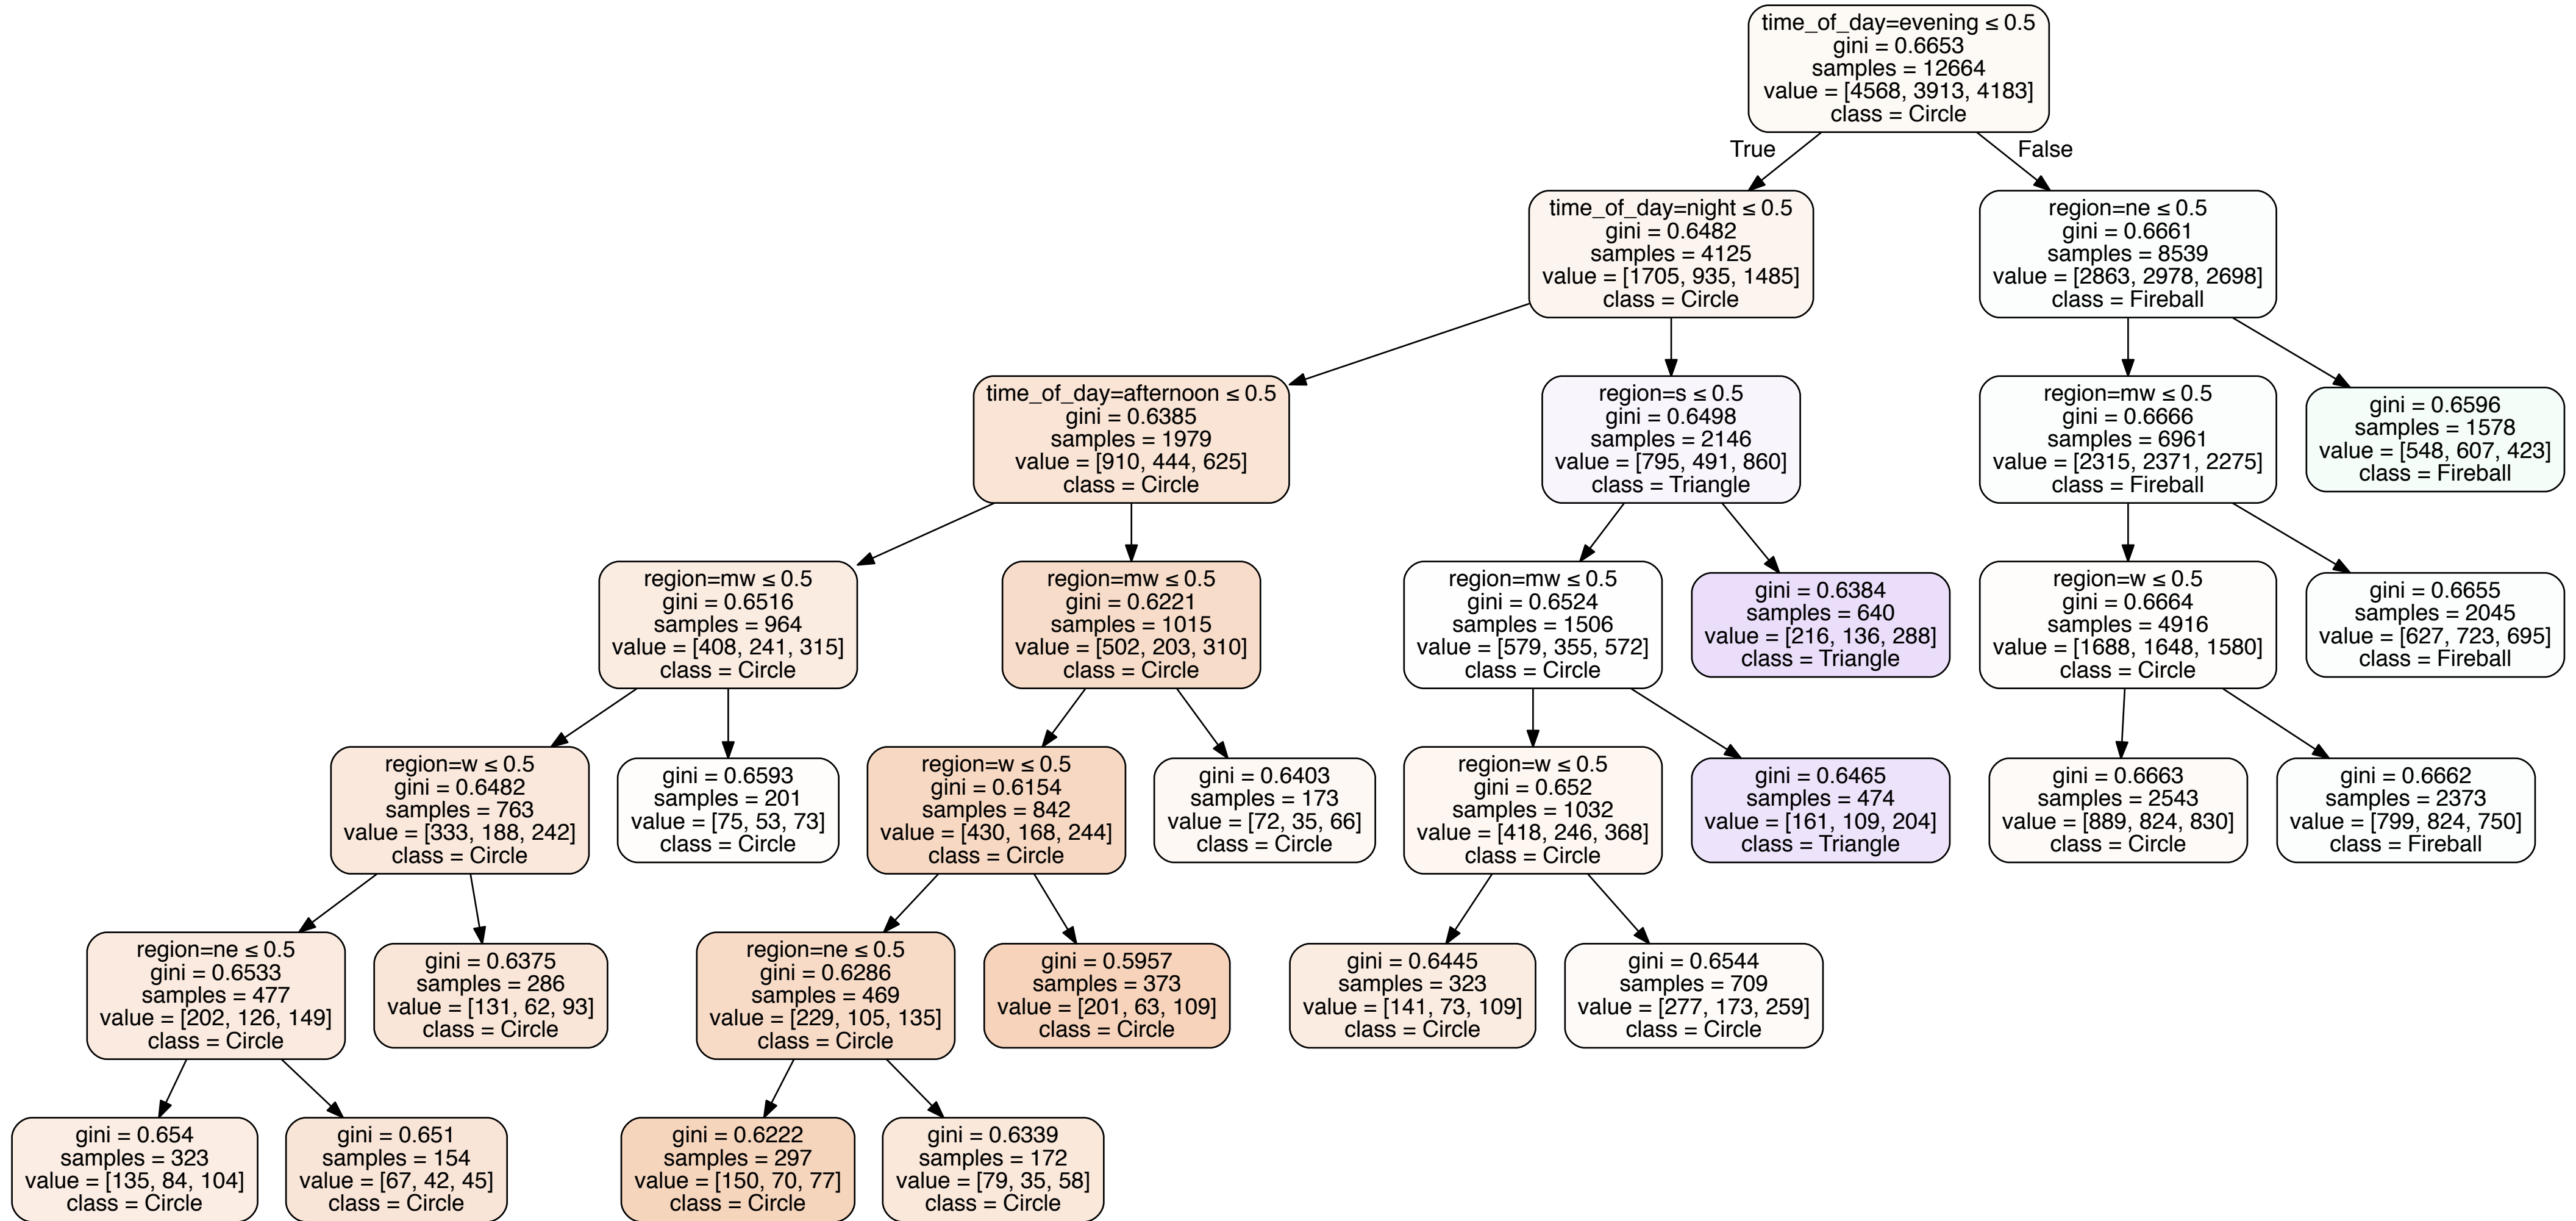 time_of_day=evening ≤ 0.5
gini = 0.6653
samples = 12664
value = [4568, 3913, 4183]
class = Circle
True
False
time_of_day=night ≤ 0.5
gini = 0.6482
samples = 4125
value = [1705, 935, 1485]
class = Circle
region=ne ≤ 0.5
gini = 0.6661
samples = 8539
value = [2863, 2978, 2698]
class = Fireball
time_of_day=afternoon ≤ 0.5
gini = 0.6385
samples = 1979
value = [910, 444, 625]
class = Circle
region=s ≤ 0.5
gini = 0.6498
samples = 2146
value = [795, 491, 860]
class = Triangle
region=mw ≤ 0.5
gini = 0.6666
samples = 6961
value = [2315, 2371, 2275]
class = Fireball
gini = 0.6596
samples = 1578
value = [548, 607, 423]
class = Fireball
region=mw ≤ 0.5
gini = 0.6516
samples = 964
value = [408, 241, 315]
class = Circle
region=mw ≤ 0.5
gini = 0.6221
samples = 1015
value = [502, 203, 310]
class = Circle
region=mw ≤ 0.5
gini = 0.6524
samples = 1506
value = [579, 355, 572]
class = Circle
gini = 0.6384
samples = 640
value = [216, 136, 288]
class = Triangle
region=w ≤ 0.5
gini = 0.6664
samples = 4916
value = [1688, 1648, 1580]
class = Circle
gini = 0.6655
samples = 2045
value = [627, 723, 695]
class = Fireball
region=w ≤ 0.5
gini = 0.6482
samples = 763
value = [333, 188, 242]
class = Circle
gini = 0.6593
samples = 201
value = [75, 53, 73]
class = Circle
region=w ≤ 0.5
gini = 0.6154
samples = 842
value = [430, 168, 244]
class = Circle
gini = 0.6403
samples = 173
value = [72, 35, 66]
class = Circle
region=w ≤ 0.5
gini = 0.652
samples = 1032
value = [418, 246, 368]
class = Circle
gini = 0.6465
samples = 474
value = [161, 109, 204]
class = Triangle
gini = 0.6663
samples = 2543
value = [889, 824, 830]
class = Circle
gini = 0.6662
samples = 2373
value = [799, 824, 750]
class = Fireball
region=ne ≤ 0.5
gini = 0.6533
samples = 477
value = [202, 126, 149]
class = Circle
gini = 0.6375
samples = 286
value = [131, 62, 93]
class = Circle
region=ne ≤ 0.5
gini = 0.6286
samples = 469
value = [229, 105, 135]
class = Circle
gini = 0.5957
samples = 373
value = [201, 63, 109]
class = Circle
gini = 0.6445
samples = 323
value = [141, 73, 109]
class = Circle
gini = 0.6544
samples = 709
value = [277, 173, 259]
class = Circle
gini = 0.654
samples = 323
value = [135, 84, 104]
class = Circle
gini = 0.651
samples = 154
value = [67, 42, 45]
class = Circle
gini = 0.6222
samples = 297
value = [150, 70, 77]
class = Circle
gini = 0.6339
samples = 172
value = [79, 35, 58]
class = Circle